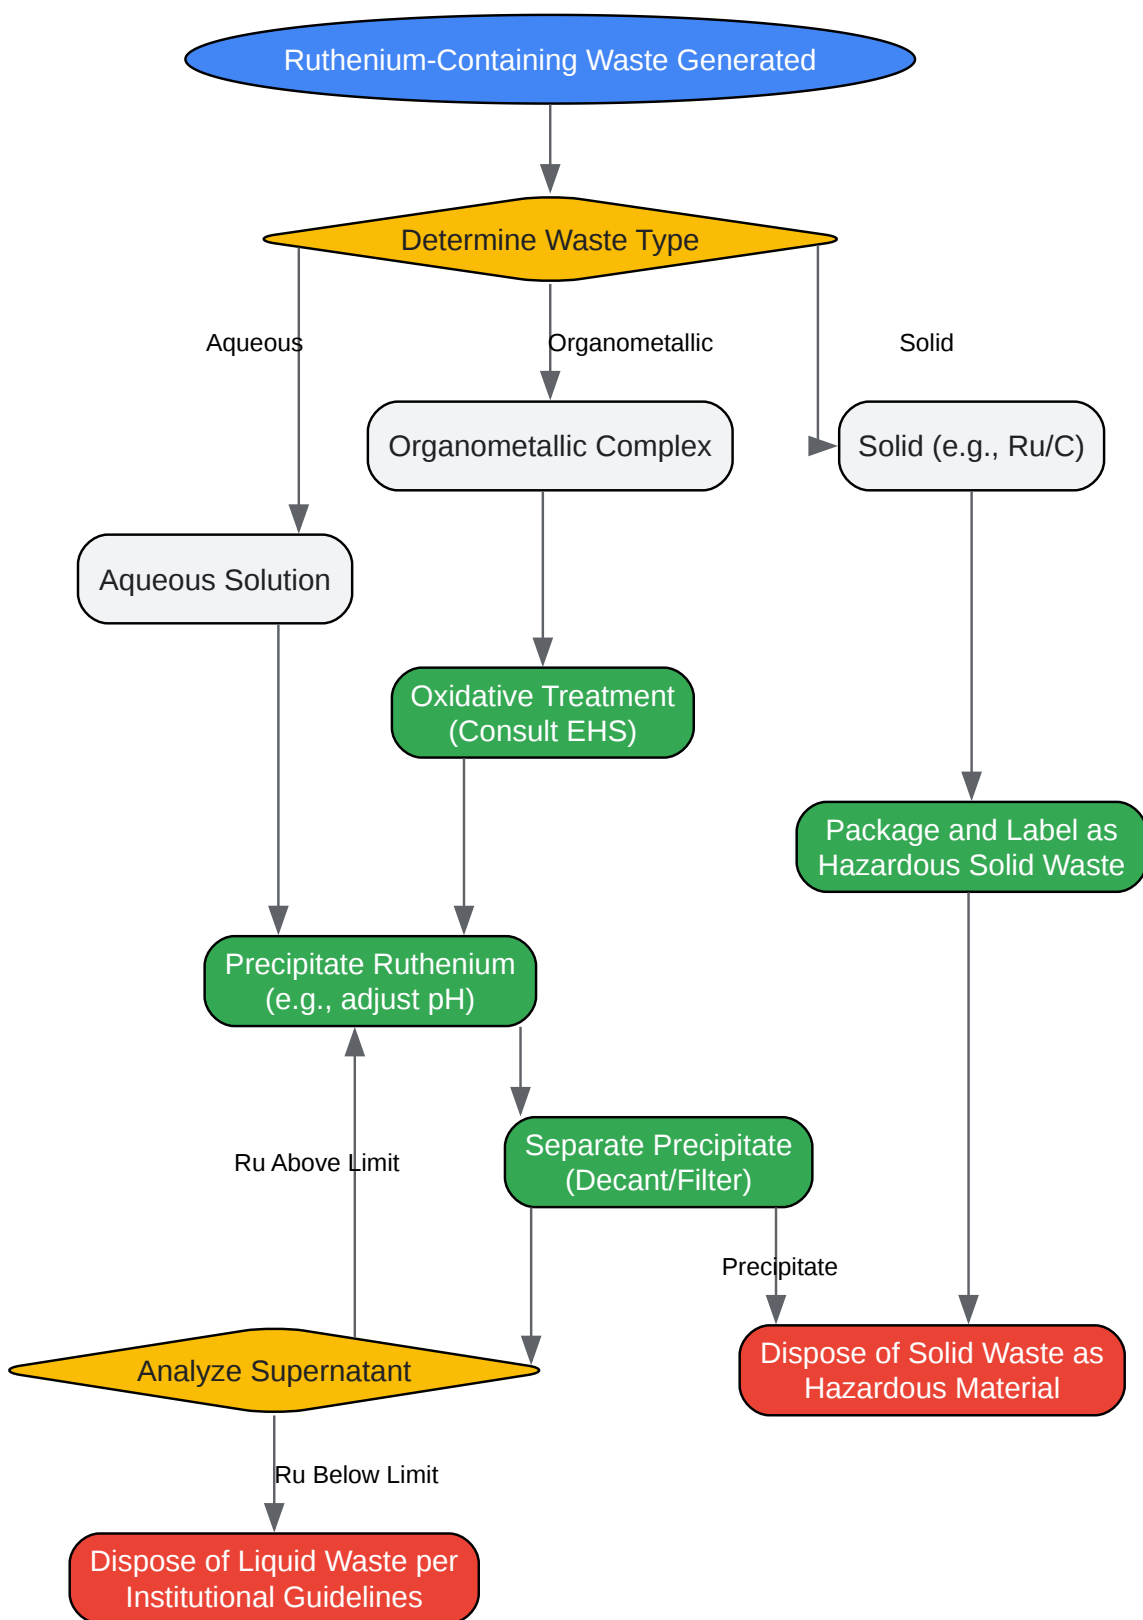 Ruthenium-Containing Waste Generated
Determine Waste Type
Aqueous
Organometallic
Solid
Organometallic Complex
Solid (e.g., Ru/C)
Aqueous Solution
Oxidative Treatment
(Consult EHS)
Package and Label as
Hazardous Solid Waste
Precipitate Ruthenium
(e.g., adjust pH)
Separate Precipitate
(Decant/Filter)
Ru Above Limit
Precipitate
Analyze Supernatant
Dispose of Solid Waste as
Hazardous Material
Ru Below Limit
Dispose of Liquid Waste per
Institutional Guidelines